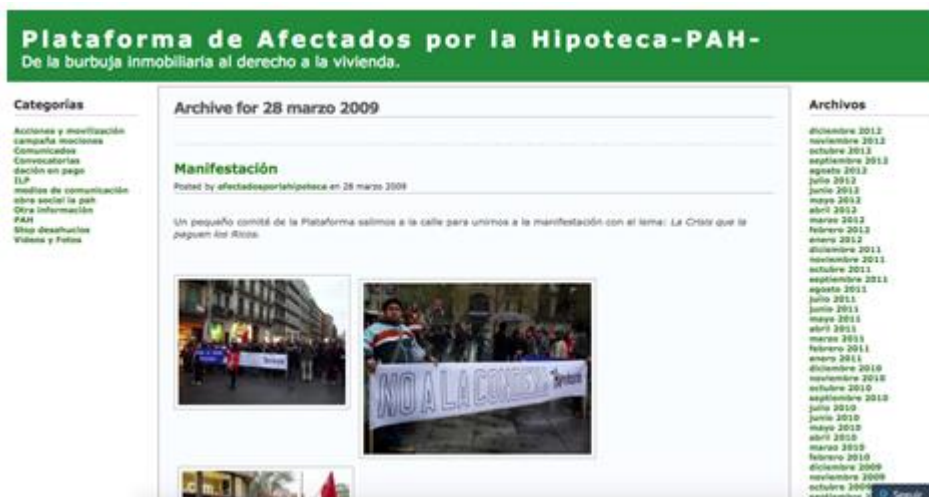 Plataforma de Afectados por la Hipoteca-PAH-
De la burbuja inmobiliaria al derecho a la vivienda.
Categorías
Acciones y movilización
campaña mociones
Comunicados
Convocatorias
dación en pago
ILP
medios de comunicación
obra social la pah
Otra información
PAH
Stop desahucios
Videos y Fotos
Archive for 28 marzo 2009
Manifestación
Posted by afectadosporlahipoteca en 28 marzo 2009
Un pequeño comité de la Plataforma salimos a la calle para unirnos a la manifestación con el lema: La Crisis que la
paguen los Ricos.
NO A LA
Archivos
diciembre 2012
noviembre 2012
octubre 2012
septiembre 2012
agosto 2012
julio 2012
junio 2012
mayo 2012
abril 2012
marzo 2012
febrero 2012
enero 2012
diciembre 2011
noviembre 2011
octubre 2011
septiembre 2011
agosto 2011
julio 2011
junio 2011
mayo 2011
abril 2011
marzo 2011
febrero 2011
enero 2011
diciembre 2010
noviembre 2010
octubre 2010
septiembre 2010
julio 2010
junio 2010
mayo 2010
abril 2010
marzo 2010
febrero 2010
diciembre 2009
noviembre 2009
octubre 2009
Seguir